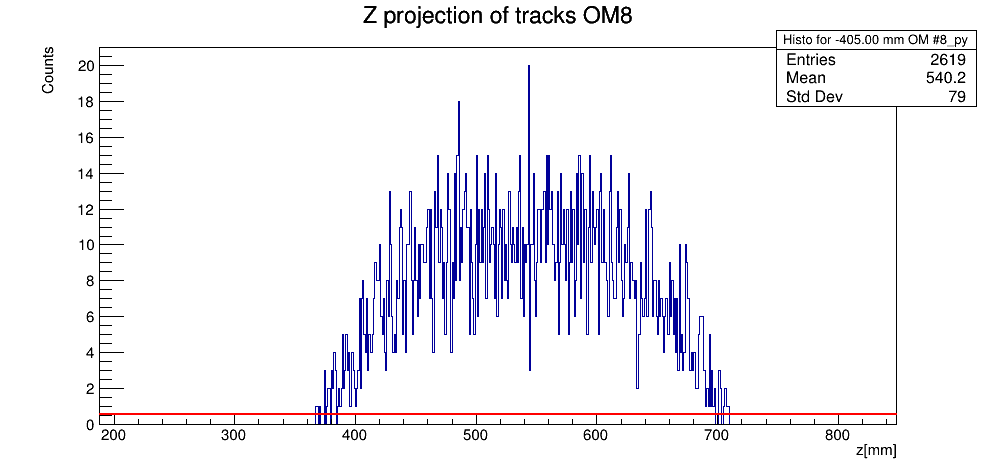 Z projection of tracks OM8
Histo for -405.00 mm OM #8_py
Entries 2619
Mean 540.2
Std Dev 79
Counts
20
18
16
14
12
10
8
6
4
2
0
200 300 400 500 600 700 800
z[mm]